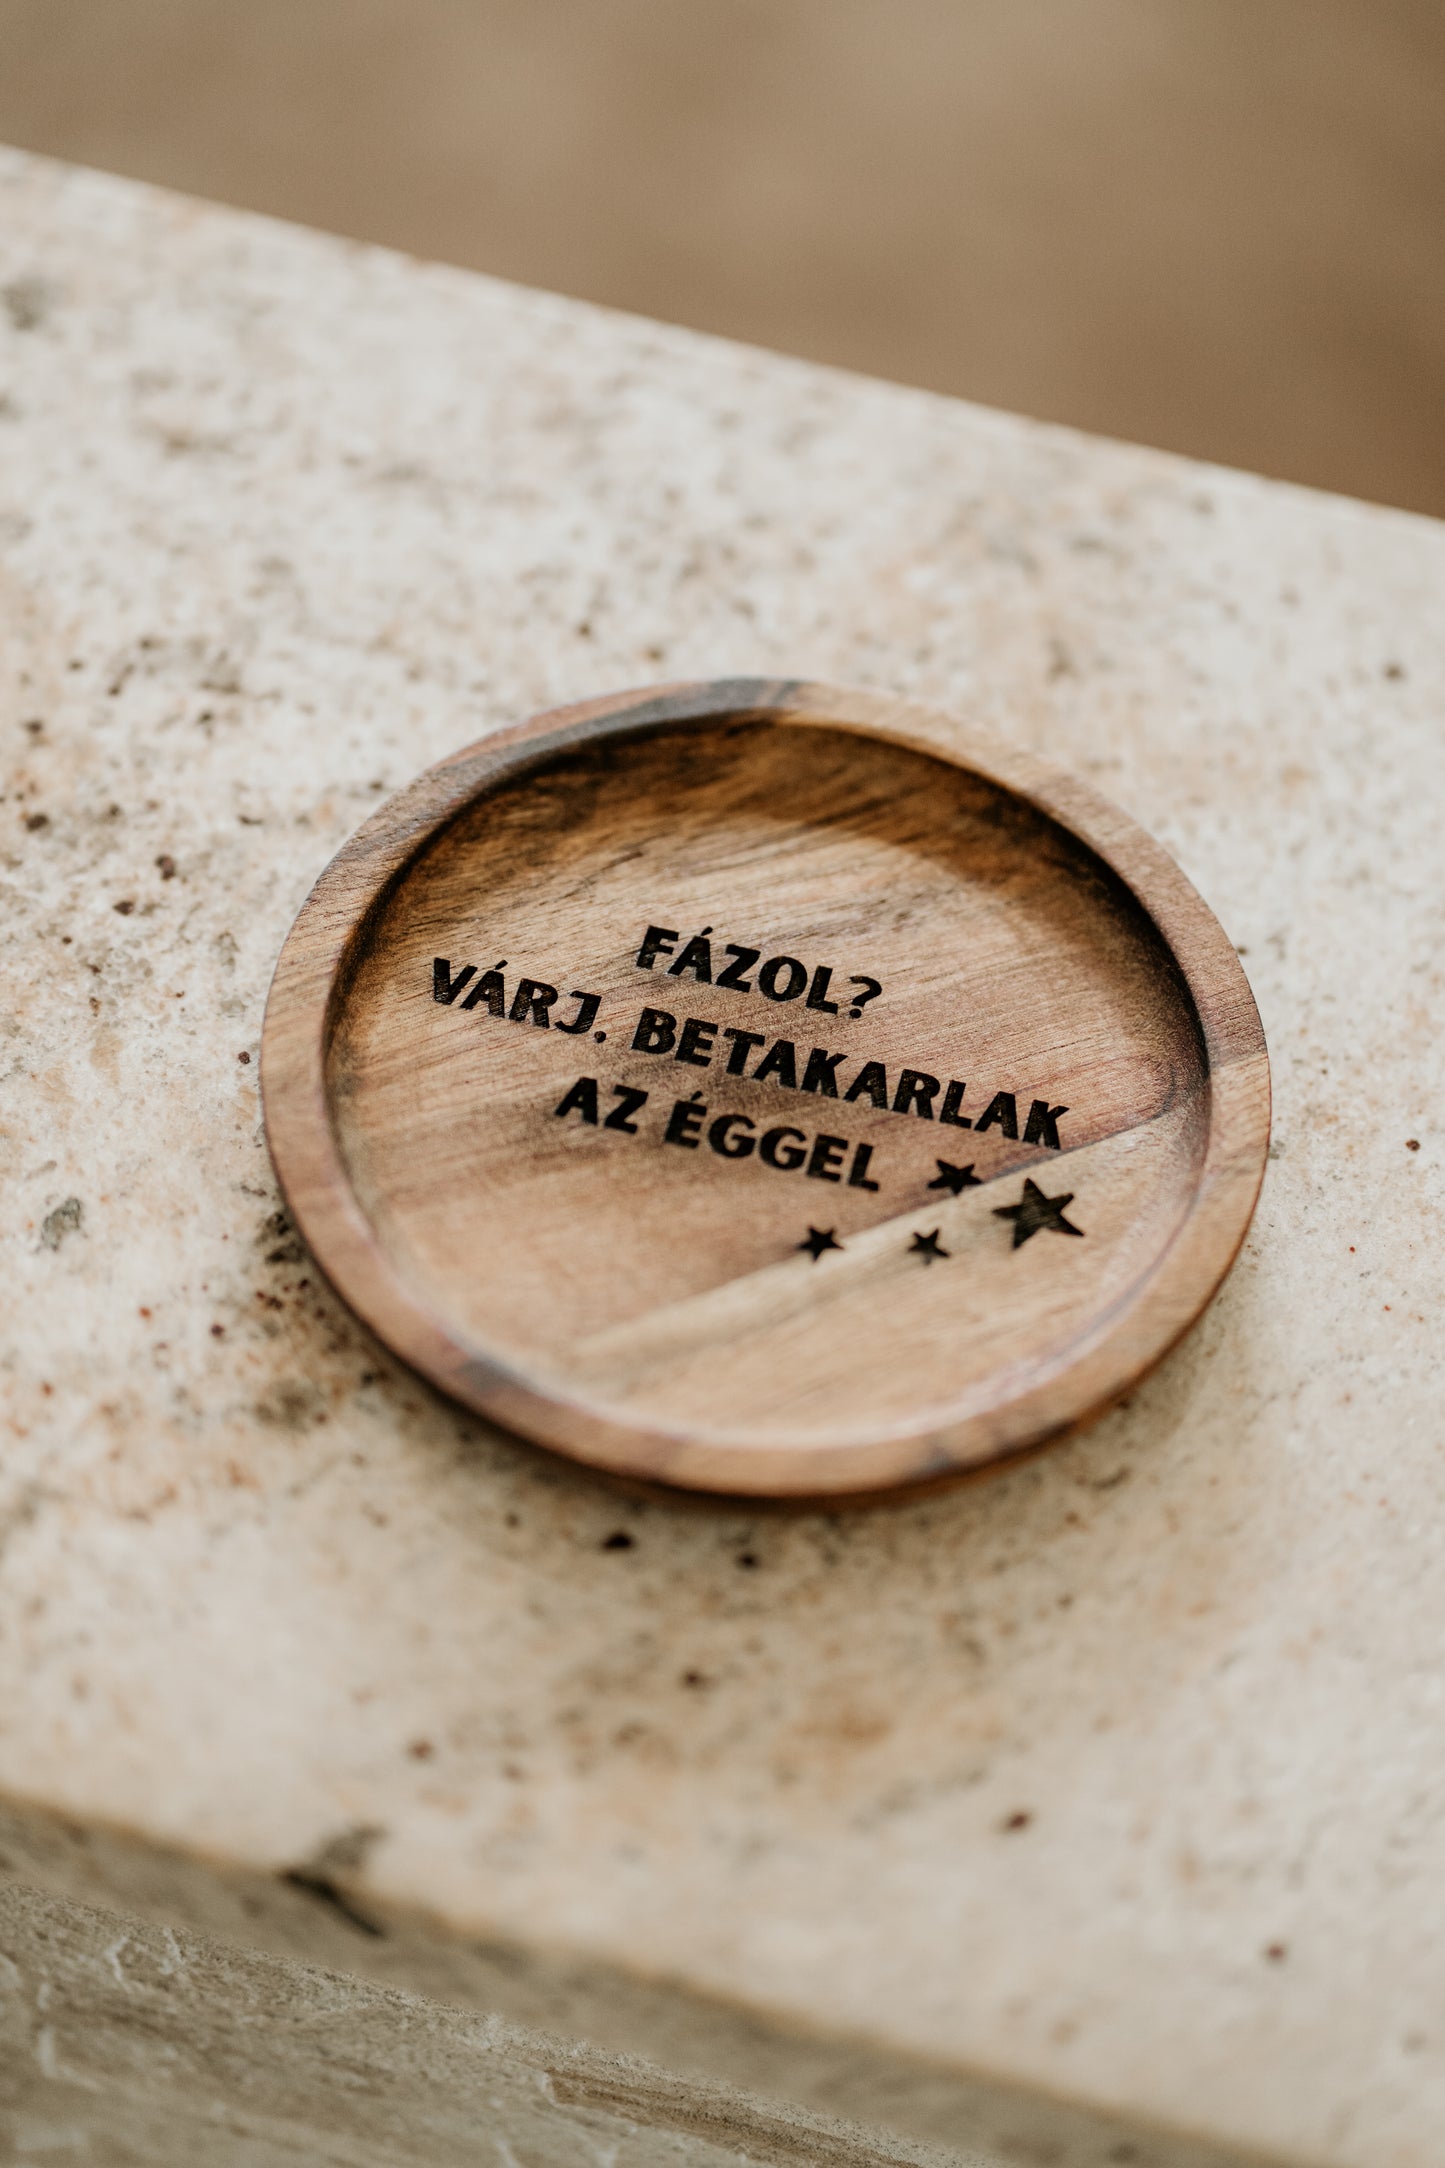 FÁZOL?
VÁRJ. BETAKARLAK
AZ ÉGGEL